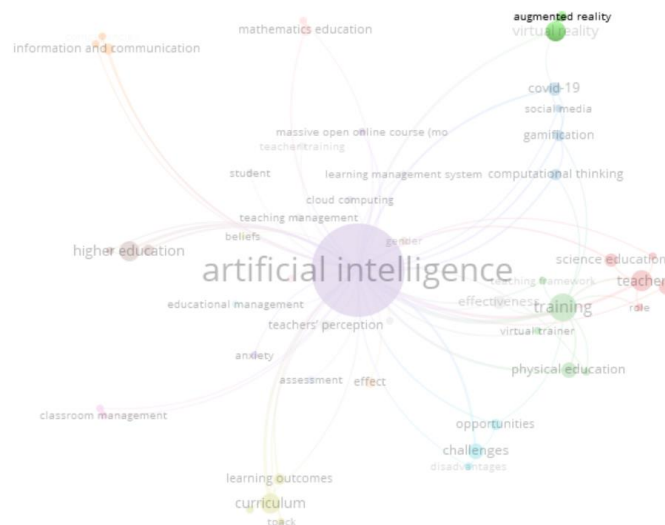 augmented reality
mathematics education
virtual reality
information and communication
covid-19
social media
massive open online course (mo
gamification
teacher training
student
learning management system
computational thinking
cloud computing
teaching management
beliefs
gender
higher education
science education
artificial intelligence
teaching framework
teacher
effectiveness
educational management
training
role
teachers' perception
virtual trainer
anxiety
physical education
assessment
effect
classroom management
opportunities
challenges
disadvantages
learning outcomes
curriculum
tpack